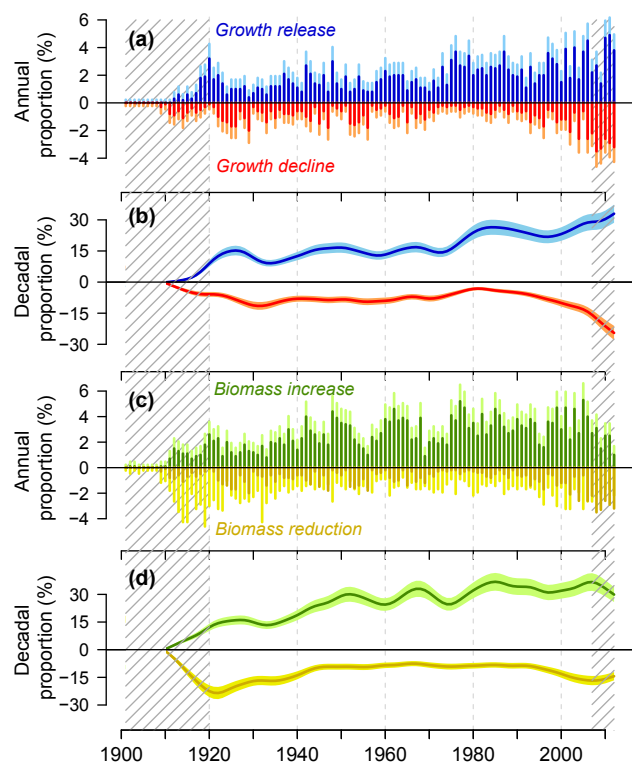 (a)
Growth release
Growth decline
Annual
proportion (%)
6
4
2
0
−2
−4
(b)
Decadal
proportion (%)
30
15
0
−15
−30
(c)
Biomass increase
Biomass reduction
Annual
proportion (%)
6
4
2
0
−2
−4
(d)
Decadal
proportion (%)
30
15
0
−15
−30
1900 1920 1940 1960 1980 2000